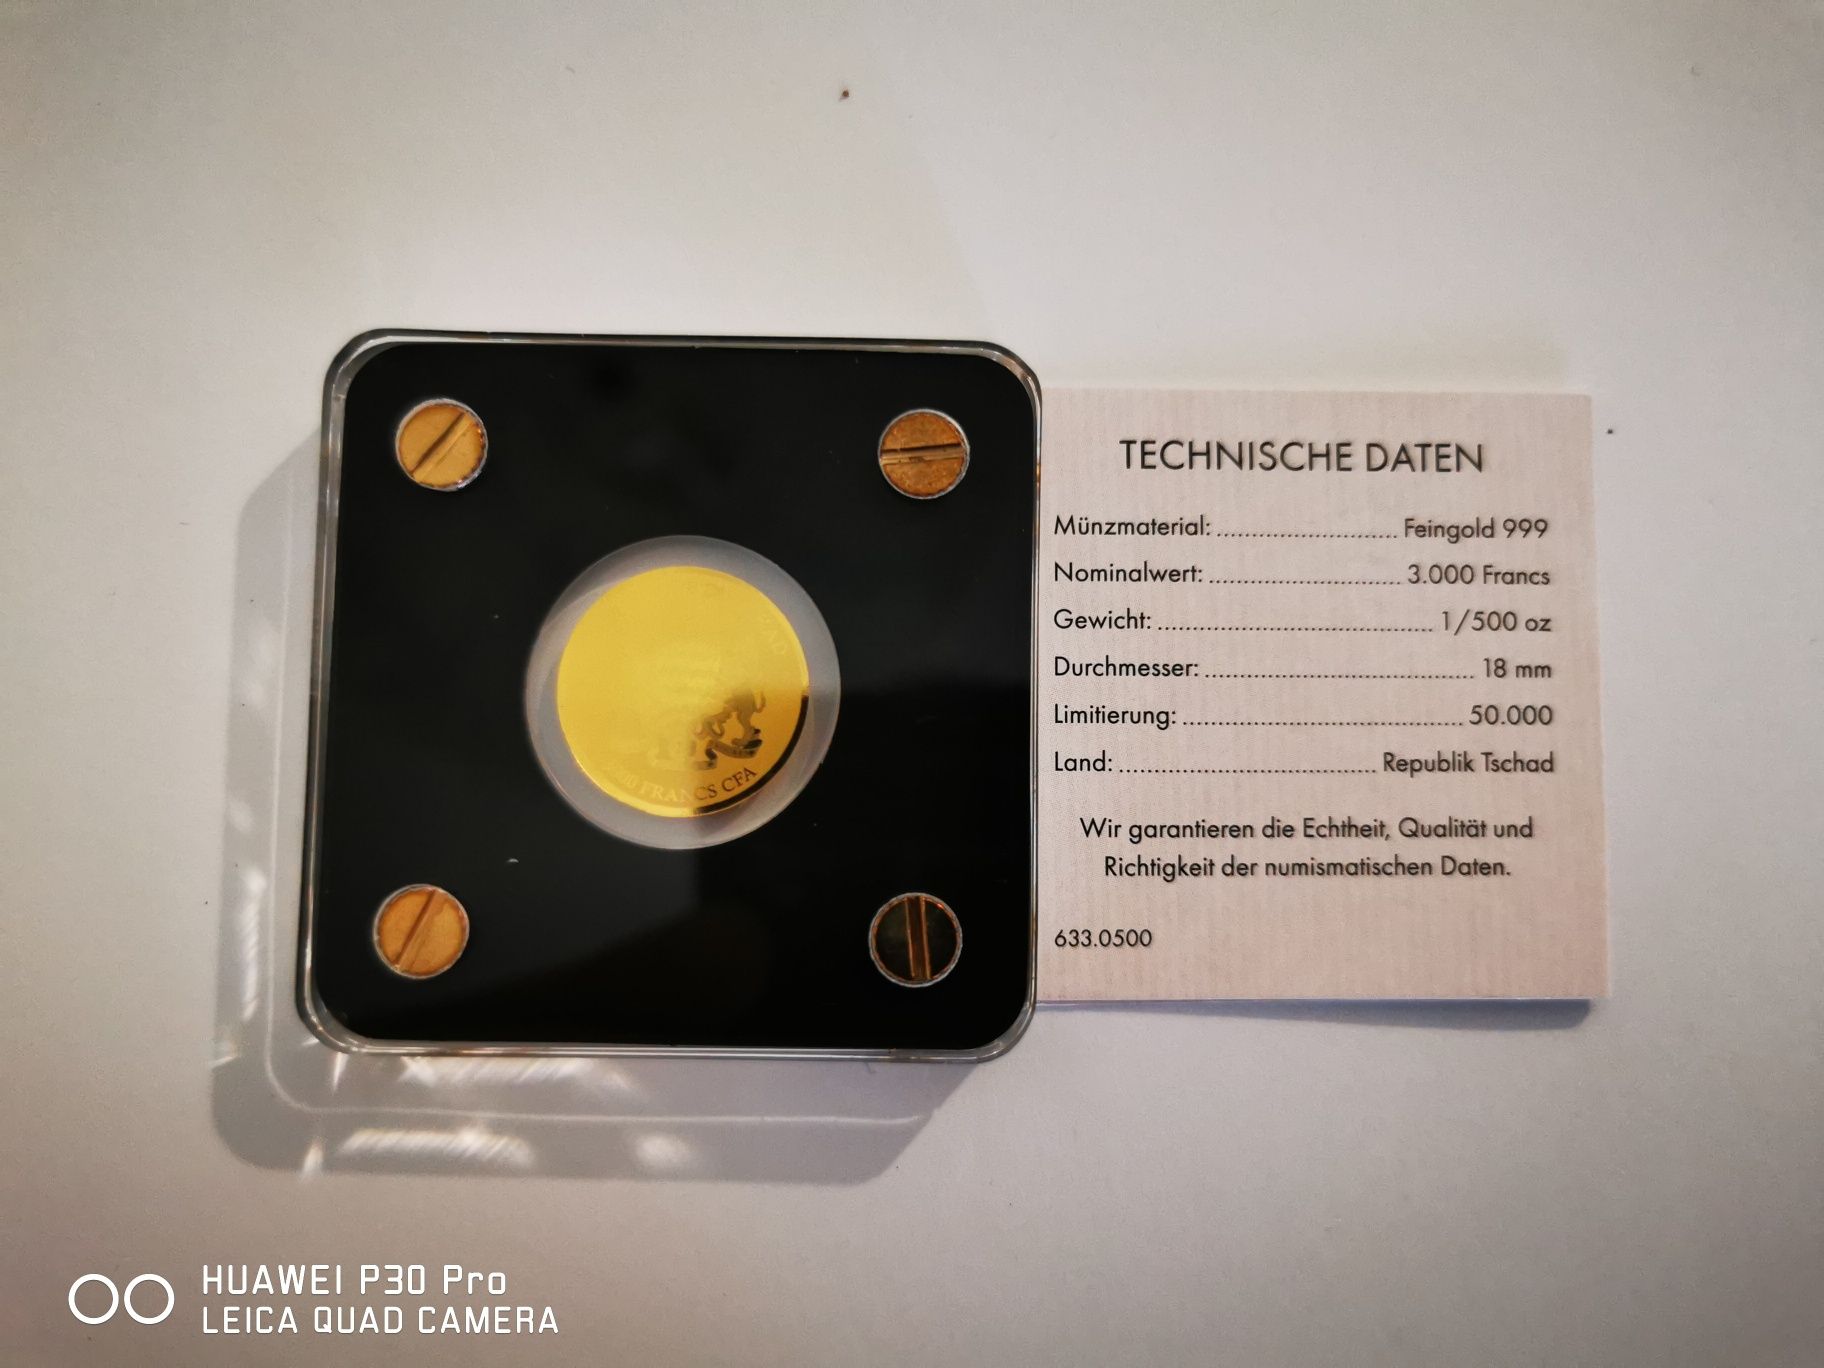 TECHNISCHE DATEN
Münzmaterial: ........................... Feingold 999
Nominalwert: ............................. 3.000 Francs
Gewicht: ......................................... 1/500 oz
Durchmesser: ........................................ 18 mm
Limitierung: .......................................... 50.000
Land: ....................................... Republik Tschad
Wir garantieren die Echtheit, Qualität und
Richtigkeit der numismatischen Daten.
633.0500
FRANCS CFA
HUAWEI P30 Pro
LEICA QUAD CAMERA